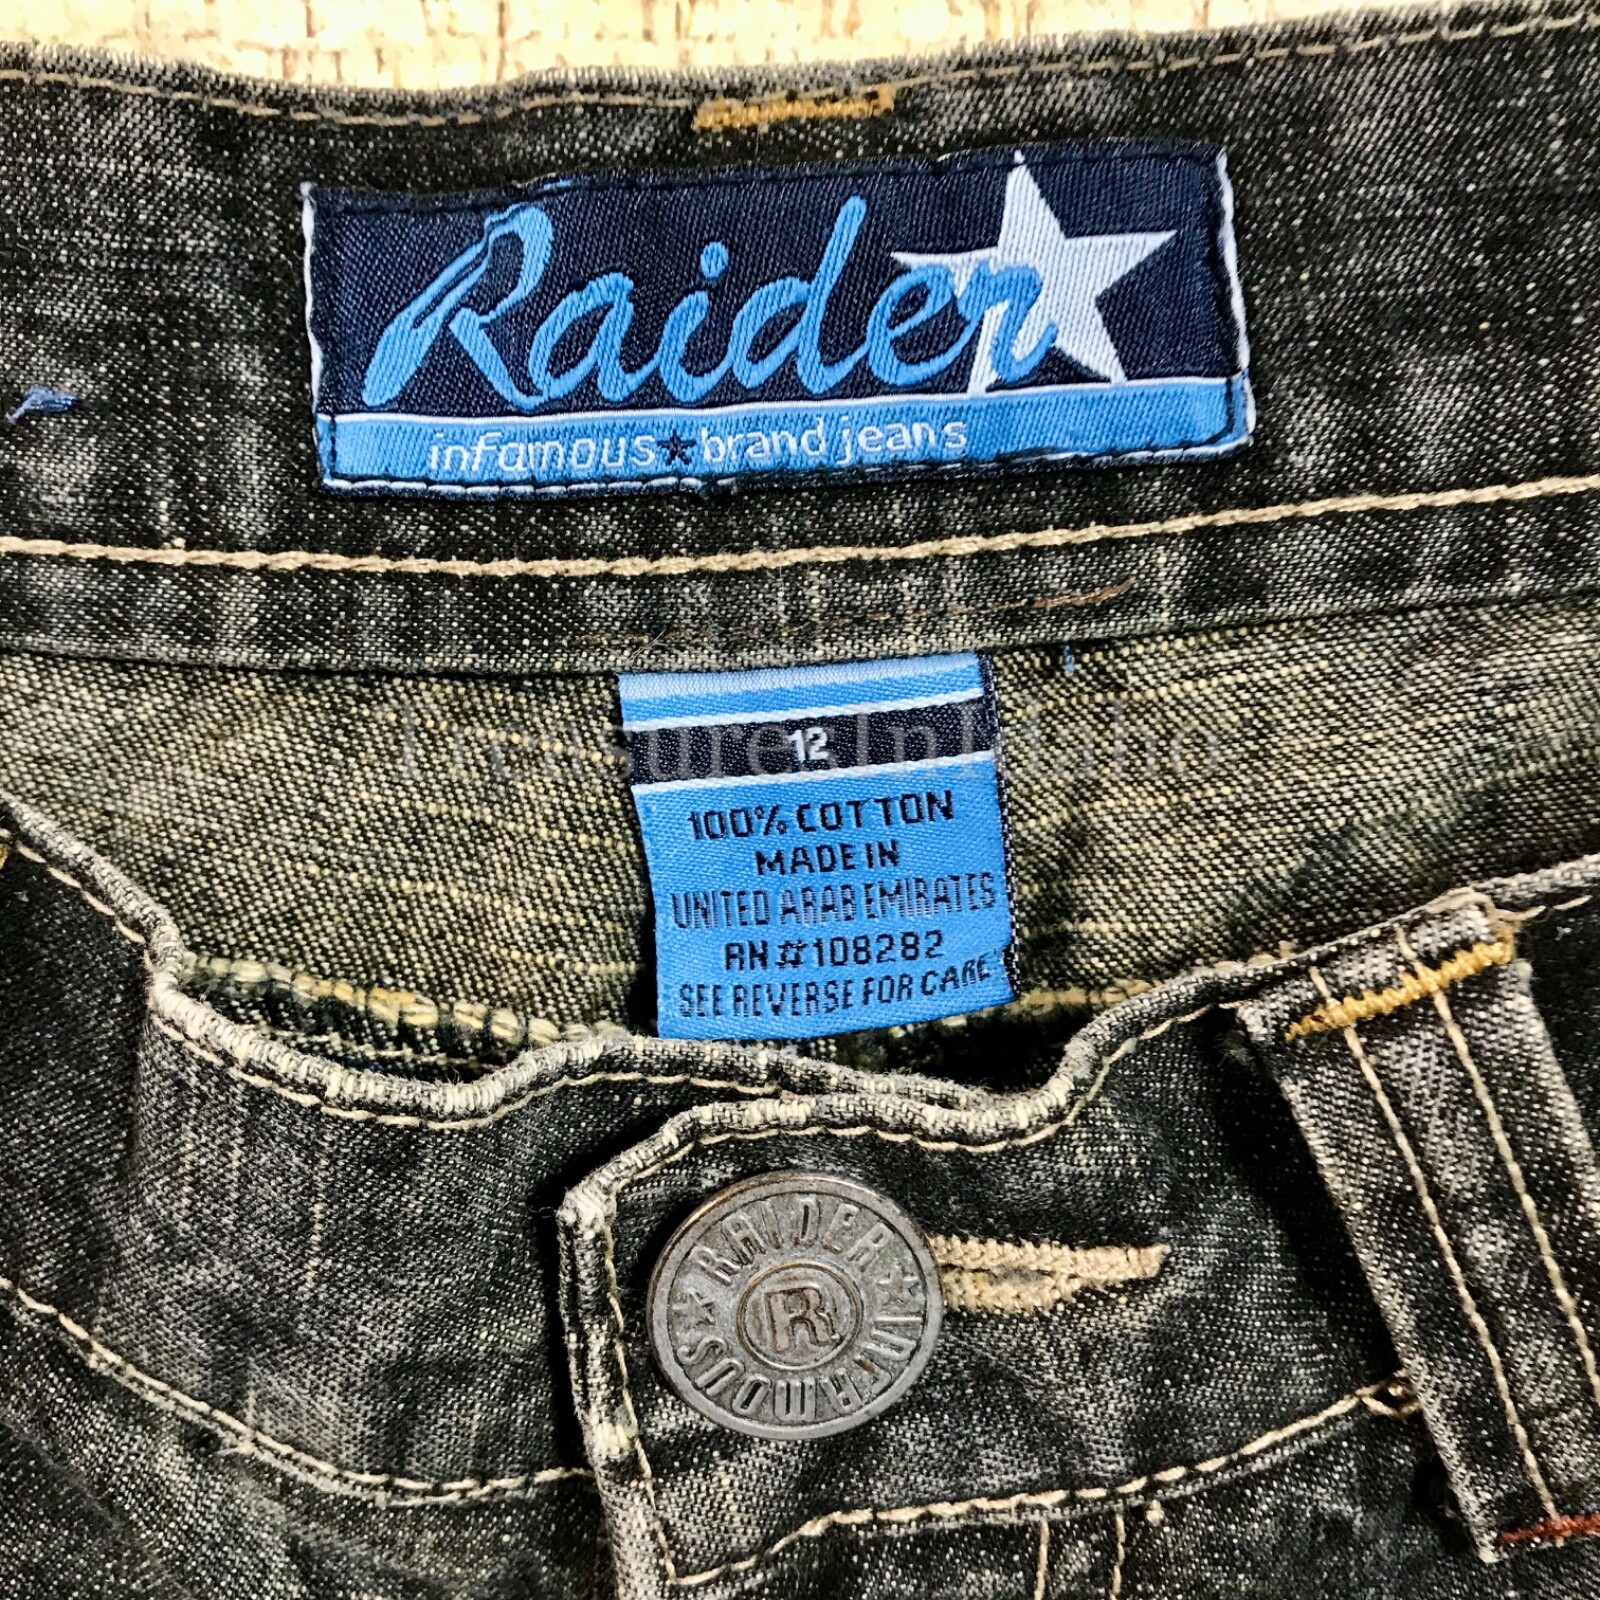 Raider
infamous★brand jeans
TreasuresInIdaho
12
100% COTTON
MADE IN
UNITED ARAB EMIRATES
RN#108282
SEE REVERSE FOR CARE
RAIDER ★ INFAMOUS ★
R